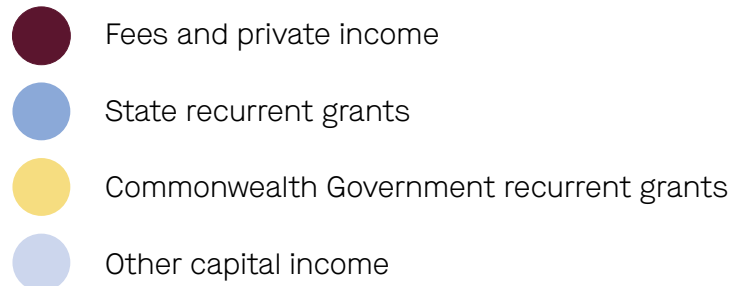 Fees and private income
State recurrent grants
Commonwealth Government recurrent grants
Other capital income